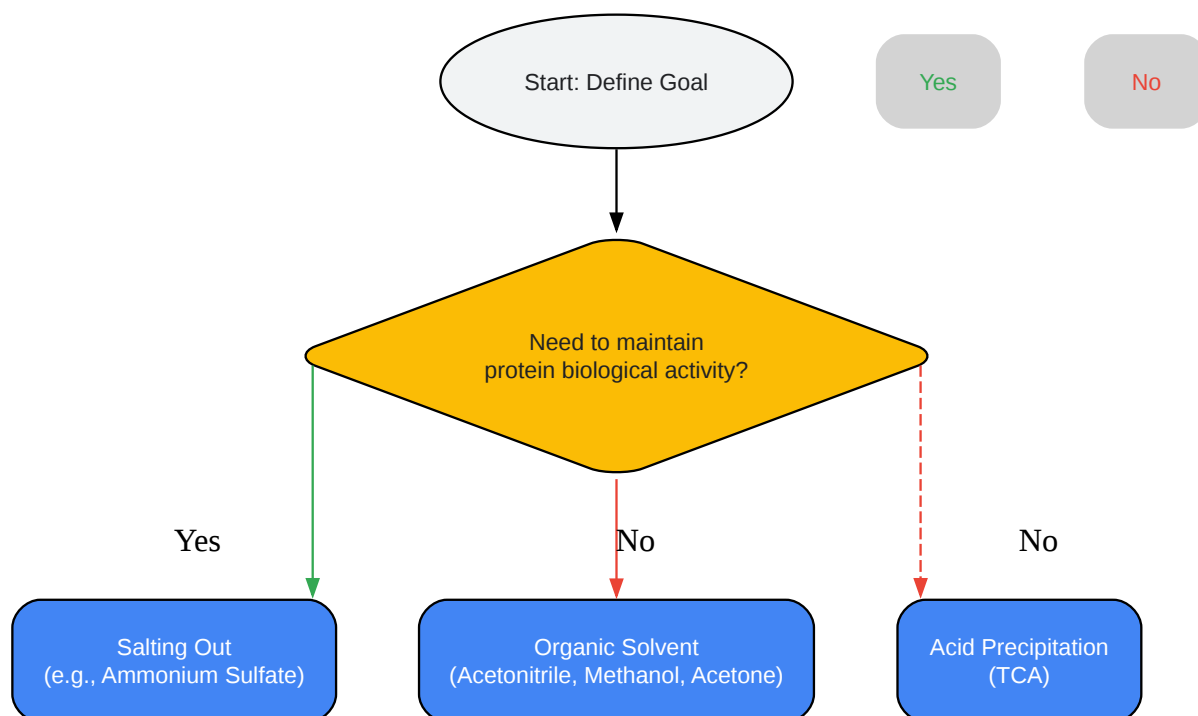 Start: Define Goal
Yes
No
Need to maintain
protein biological activity?
Yes
No
No
Salting Out
(e.g., Ammonium Sulfate)
Organic Solvent
(Acetonitrile, Methanol, Acetone)
Acid Precipitation
(TCA)